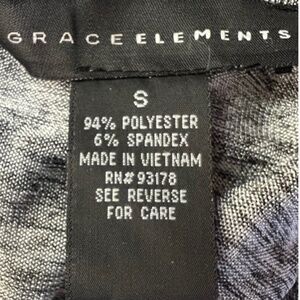 GRACEELEMENTS
S
94% POLYESTER
6% SPANDEX
MADE IN VIETNAM
RN# 93178
SEE REVERSE
FOR CARE